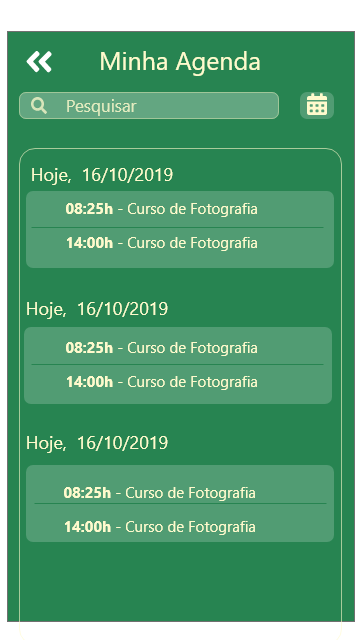 Minha Agenda
Pesquisar
Hoje, 16/10/2019
08:25h - Curso de Fotografia
14:00h - Curso de Fotografia
Hoje, 16/10/2019
08:25h - Curso de Fotografia
14:00h - Curso de Fotografia
Hoje, 16/10/2019
08:25h - Curso de Fotografia
14:00h - Curso de Fotografia